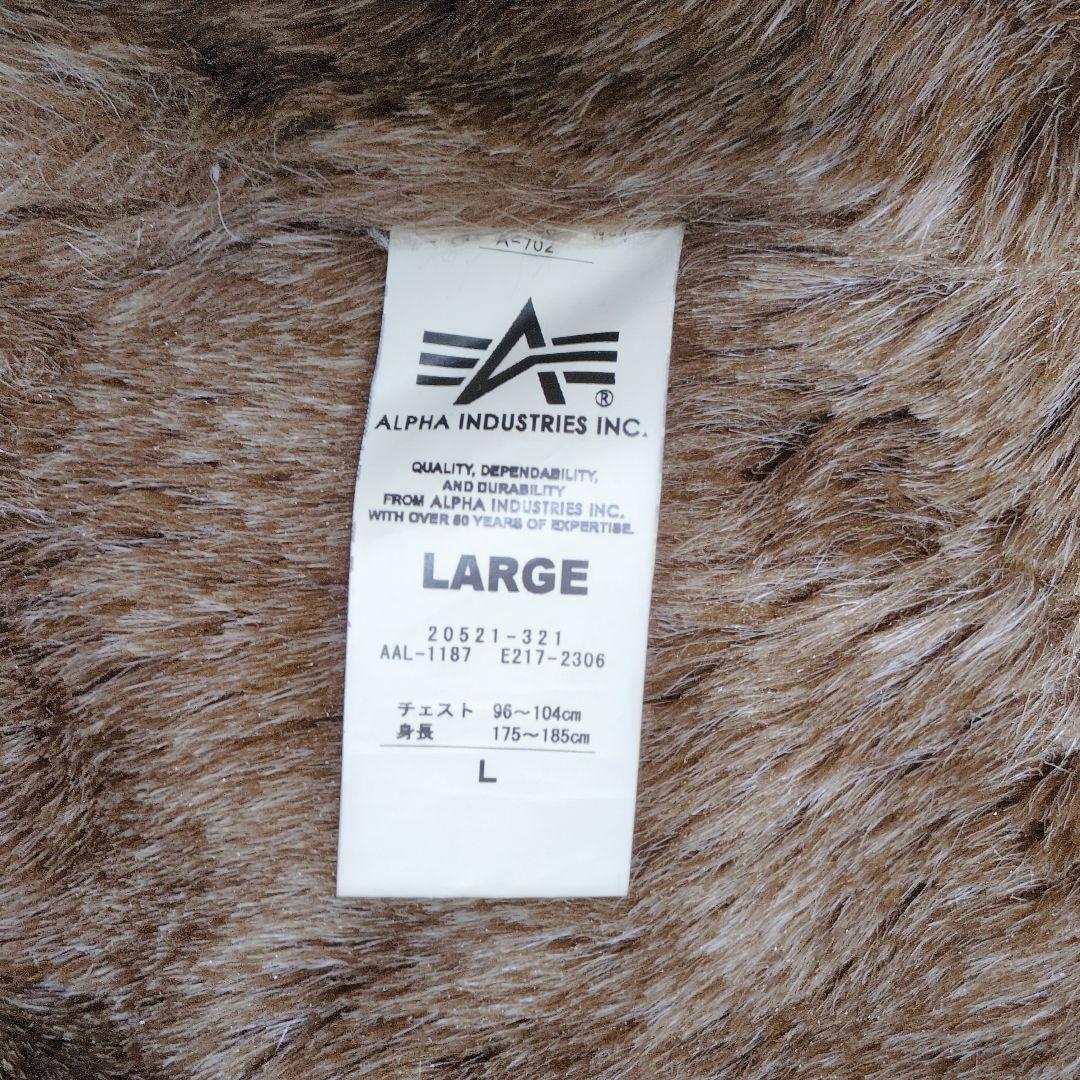 A-702
®
ALPHA INDUSTRIES INC.
QUALITY, DEPENDABILITY,
AND DURABILITY
FROM ALPHA INDUSTRIES INC.
WITH OVER 60 YEARS OF EXPERTISE.
LARGE
20521-321
AAL-1187 E217-2306
チェスト 96～104cm
身長 175～185cm
L